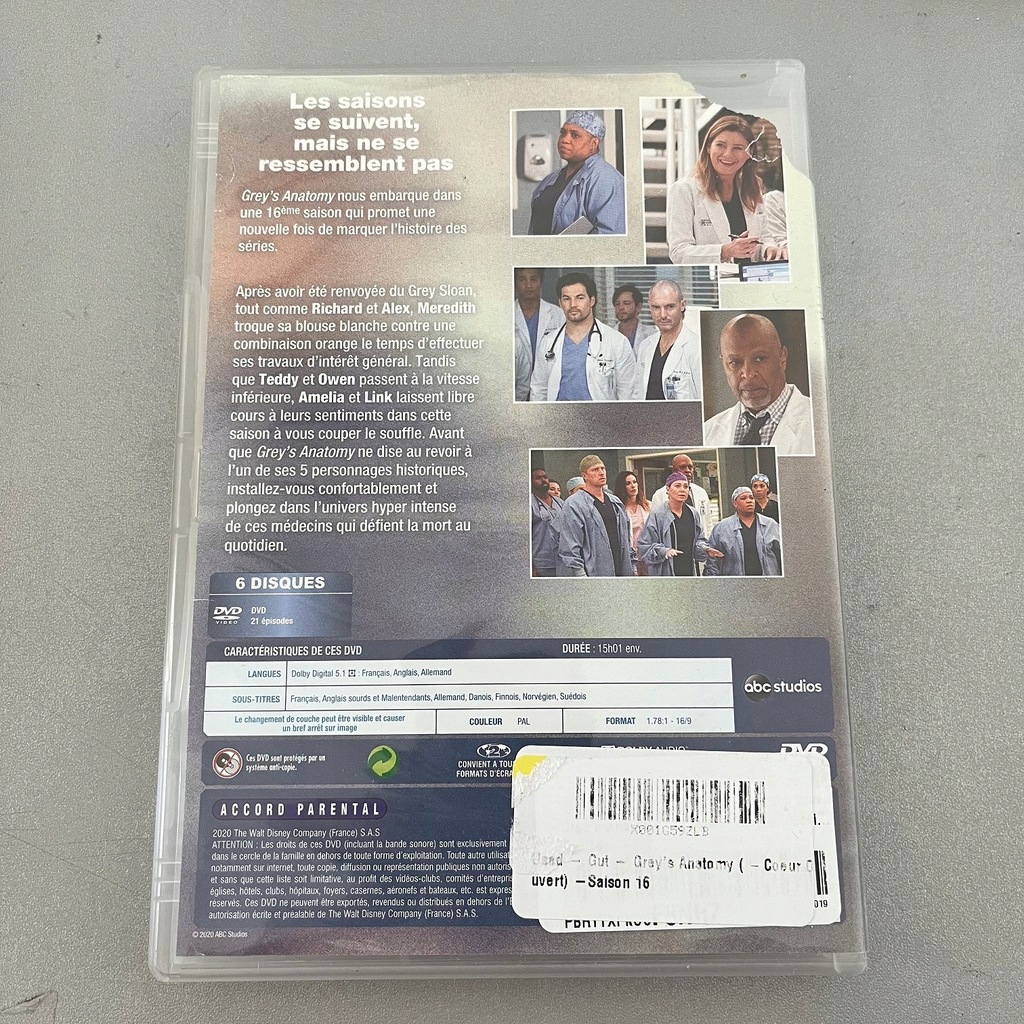 Les saisons
se suivent,
mais ne se
ressemblent pas
Grey's Anatomy nous embarque dans
une 16ème saison qui promet une
nouvelle fois de marquer l'histoire des
séries.
Après avoir été renvoyée du Grey Sloan,
tout comme Richard et Alex, Meredith
troque sa blouse blanche contre une
combinaison orange le temps d'effectuer
ses travaux d'intérêt général. Tandis
que Teddy et Owen passent à la vitesse
inférieure, Amelia et Link laissent libre
cours à leurs sentiments dans cette
saison à vous couper le souffle. Avant
que Grey's Anatomy ne dise au revoir à
l'un de ses 5 personnages historiques,
installez-vous confortablement et
plongez dans l'univers hyper intense
de ces médecins qui défient la mort au
quotidien.
6 DISQUES
DVD VIDEO
DVD
21 épisodes
CARACTÉRISTIQUES DE CES DVD DURÉE : 15h01 env.
LANGUES Dolby Digital 5.1 : Français, Anglais, Allemand
SOUS-TITRES Français, Anglais sourds et Malentendants, Allemand, Danois, Finnois, Norvégien, Suédois
Le changement de couche peut être visible et causer
un bref arrêt sur image
COULEUR PAL
FORMAT 1.78:1 - 16/9
abc studios
Ces DVD sont protégés par un
système anti-copie.
2
CONVIENT A TOUS
FORMATS D'ÉCRA
DOLBY AUDIO
DVD
ACCORD PARENTAL
2020 The Walt Disney Company (France) S.A.S
ATTENTION : Les droits de ces DVD (incluant la bande sonore) sont exclusivement
dans le cercle de la famille en dehors de toute forme d'exploitation. Toute autre utilisat
notamment sur internet, toute copie, diffusion ou représentation publiques non autoris
et sans que cette liste soit limitative, au profit des vidéos-clubs, comités d'entrepris
églises, hôtels, clubs, hôpitaux, foyers, casernes, aéronefs et bateaux, etc. est expres
réservés. Ces DVD ne peuvent être exportés, revendus ou distribués en dehors de l'
autorisation écrite et préalable de The Walt Disney Company (France) S.A.S.
© 2020 ABC Studios
X001G59ZLB
Used - Gut - Grey's Anatomy ( - Coeur O
uvert) - Saison 16
019